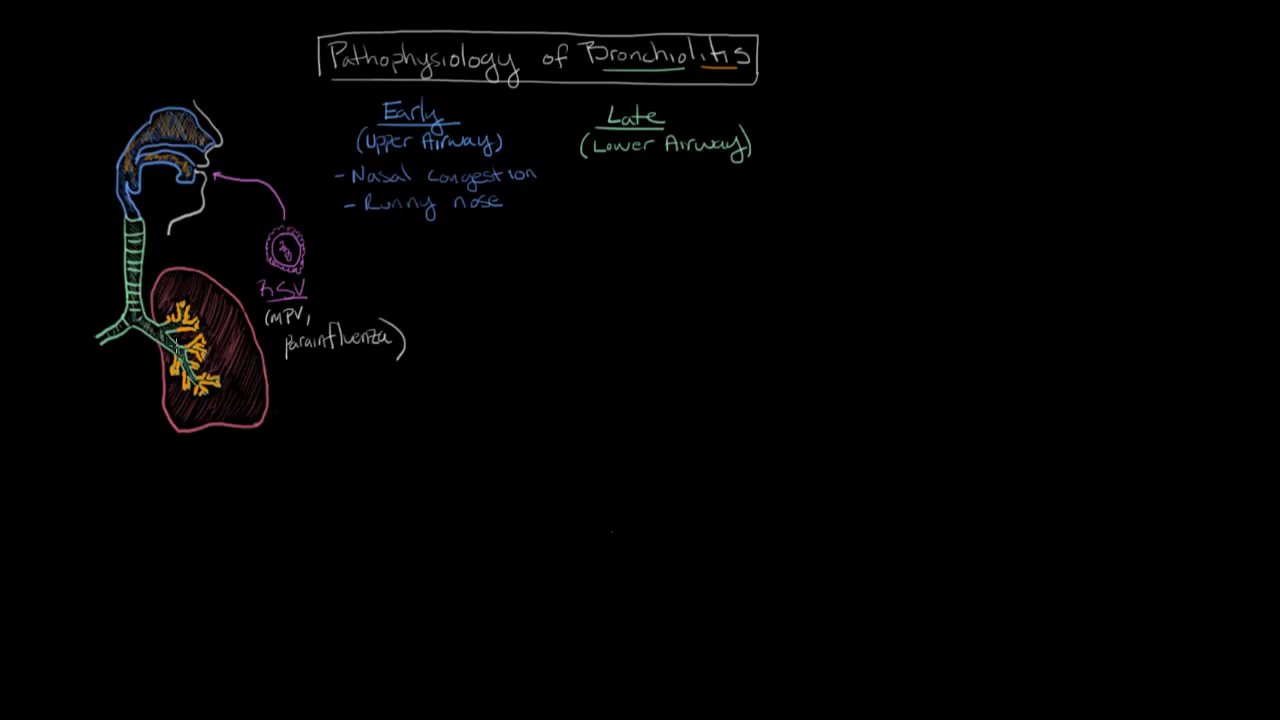 Pathophysiology of Bronchiolitis
Early
(Upper Airway)
- Nasal congestion
- Runny nose
Late
(Lower Airway)
RSV
(MPV,
parainfluenza)